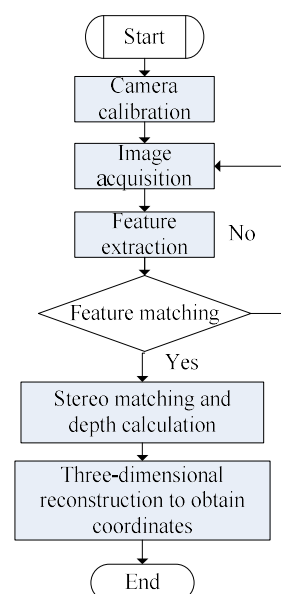 Start
Camera
calibration
Image
acquisition
Feature
extraction
No
Feature matching
Yes
Stereo matching and
depth calculation
Three-dimensional
reconstruction to obtain
coordinates
End